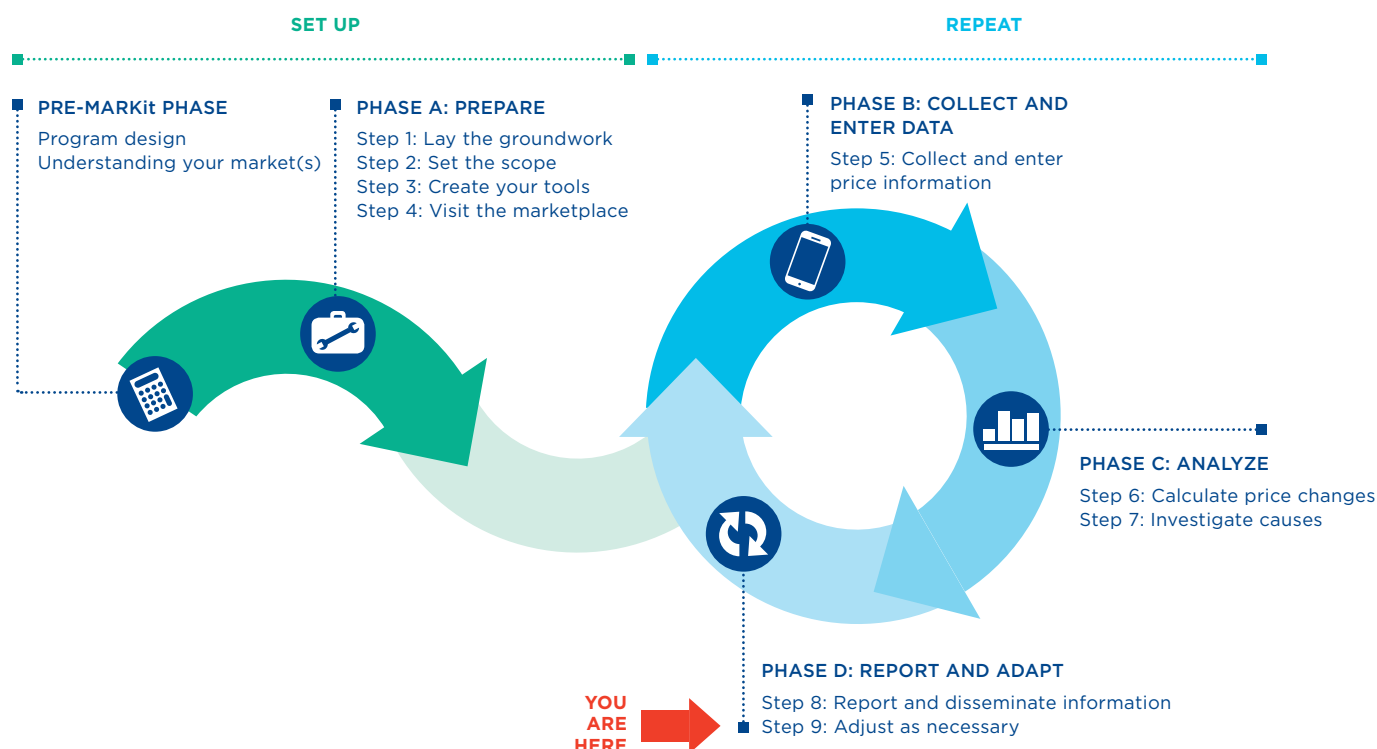 SET UP
REPEAT
PRE-MARKit PHASE
Program design
Understanding your market(s)
PHASE A: PREPARE
Step 1: Lay the groundwork
Step 2: Set the scope
Step 3: Create your tools
Step 4: Visit the marketplace
PHASE B: COLLECT AND
ENTER DATA
Step 5: Collect and enter
price information
PHASE C: ANALYZE
Step 6: Calculate price changes
Step 7: Investigate causes
PHASE D: REPORT AND ADAPT
Step 8: Report and disseminate information
Step 9: Adjust as necessary
YOU
ARE
HERE